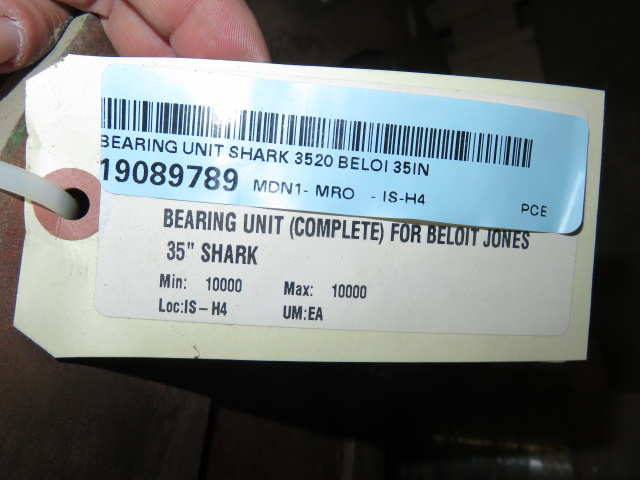 BEARING UNIT SHARK 3520 BELOI 35IN
19089789 MDN1- MRO - IS-H4
PCE
BEARING UNIT (COMPLETE) FOR BELOIT JONES
35" SHARK
Min: 10000 Max: 10000
Loc:IS-H4 UM:EA